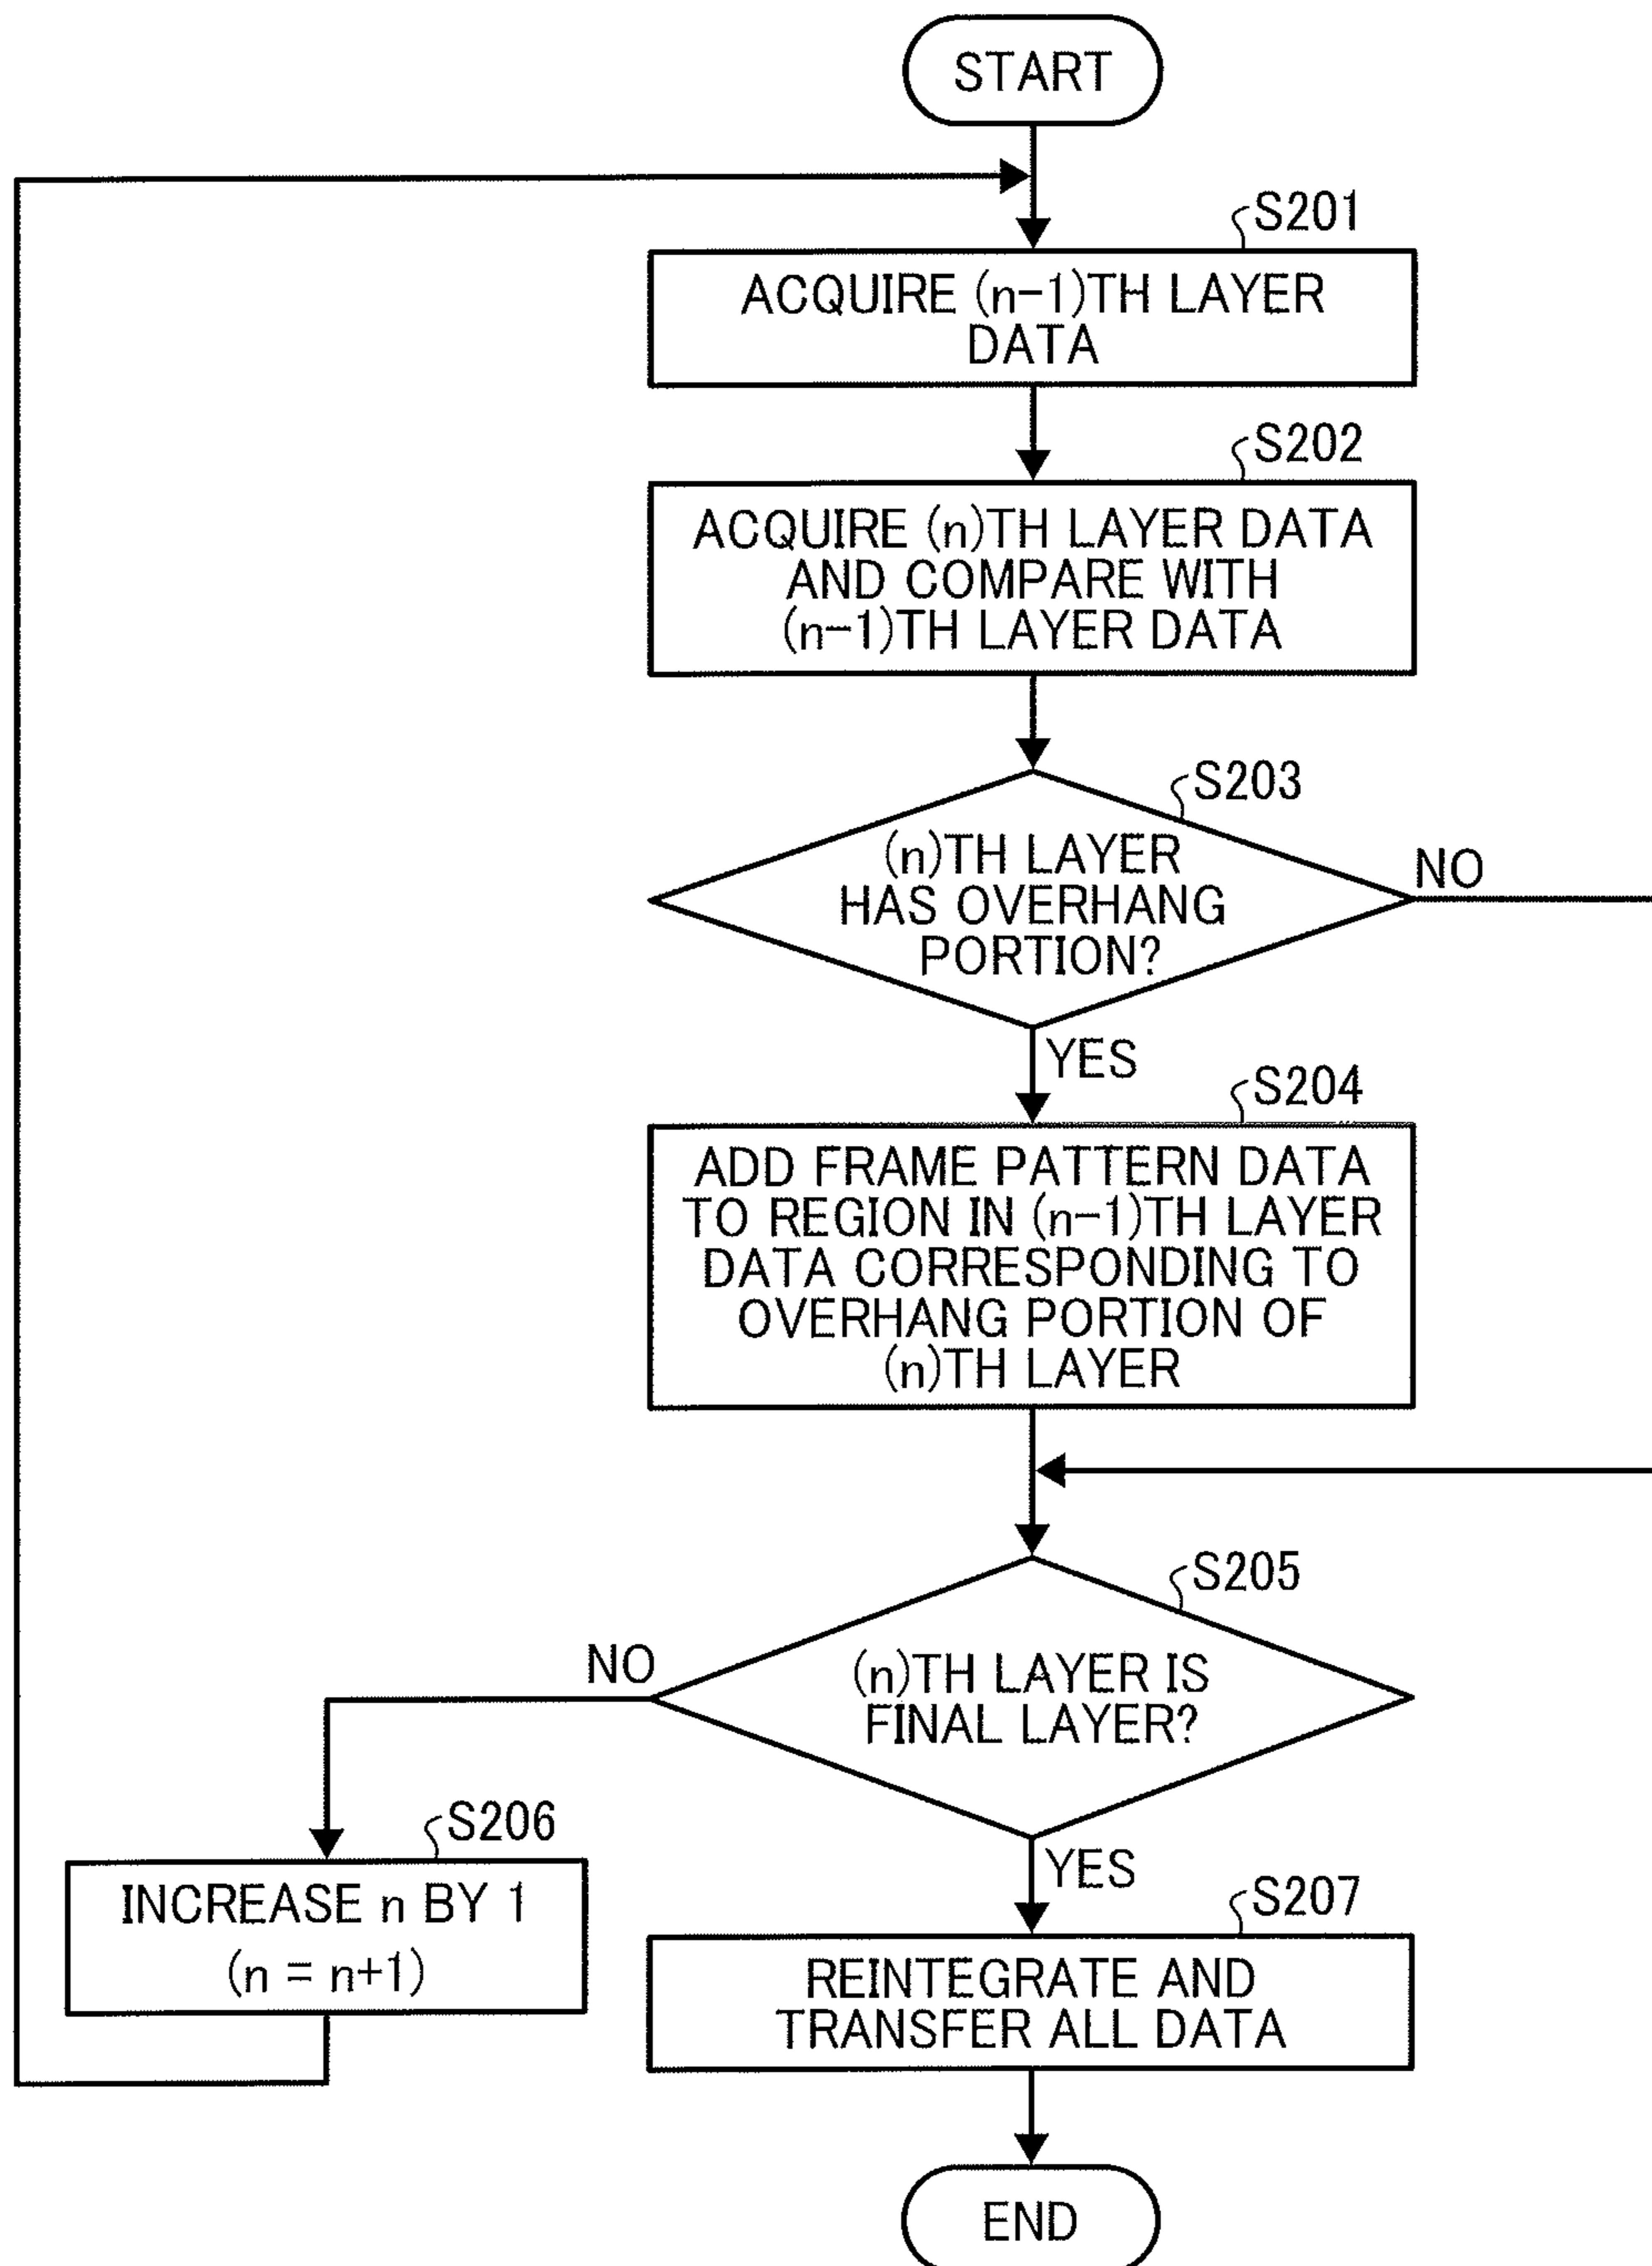 START
S201
ACQUIRE (n-1)TH LAYER
DATA
S202
ACQUIRE (n)TH LAYER DATA
AND COMPARE WITH
(n-1)TH LAYER DATA
S203
(n)TH LAYER
HAS OVERHANG
PORTION?
NO
YES
S204
ADD FRAME PATTERN DATA
TO REGION IN (n-1)TH LAYER
DATA CORRESPONDING TO
OVERHANG PORTION OF
(n)TH LAYER
S205
(n)TH LAYER IS
FINAL LAYER?
NO
YES
S206
INCREASE n BY 1
(n = n+1)
S207
REINTEGRATE AND
TRANSFER ALL DATA
END